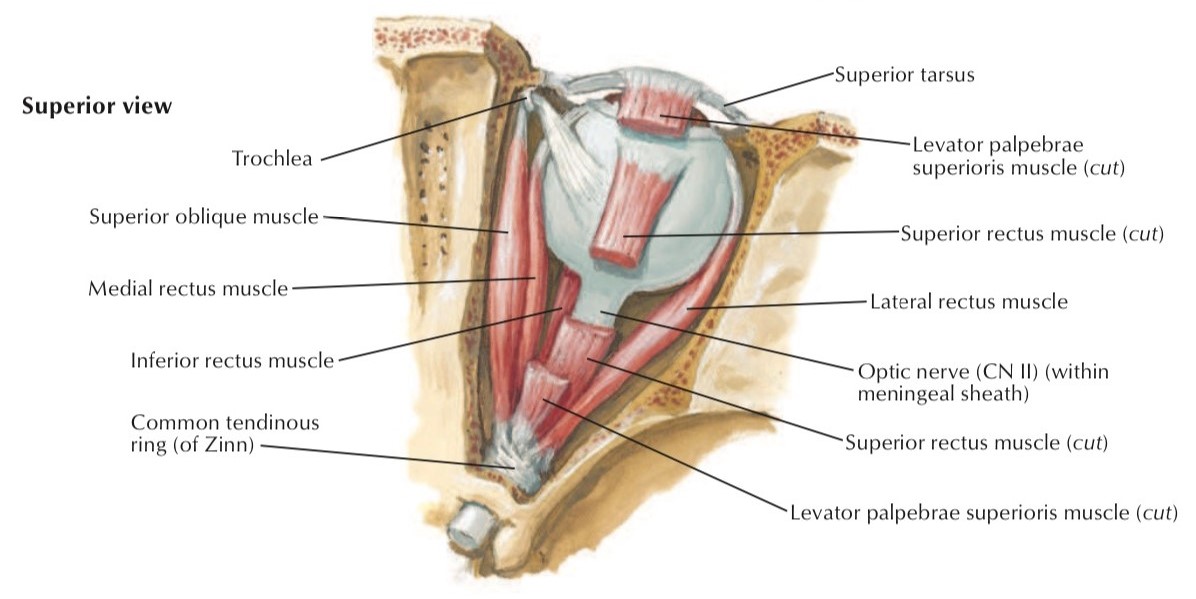 Superior view
Trochlea
Superior oblique muscle
Medial rectus muscle
Inferior rectus muscle
Common tendinous
ring (of Zinn)
Superior tarsus
Levator palpebrae
superioris muscle (cut)
Superior rectus muscle (cut)
Lateral rectus muscle
Optic nerve (CN II) (within
meningeal sheath)
Superior rectus muscle (cut)
Levator palpebrae superioris muscle (cut)